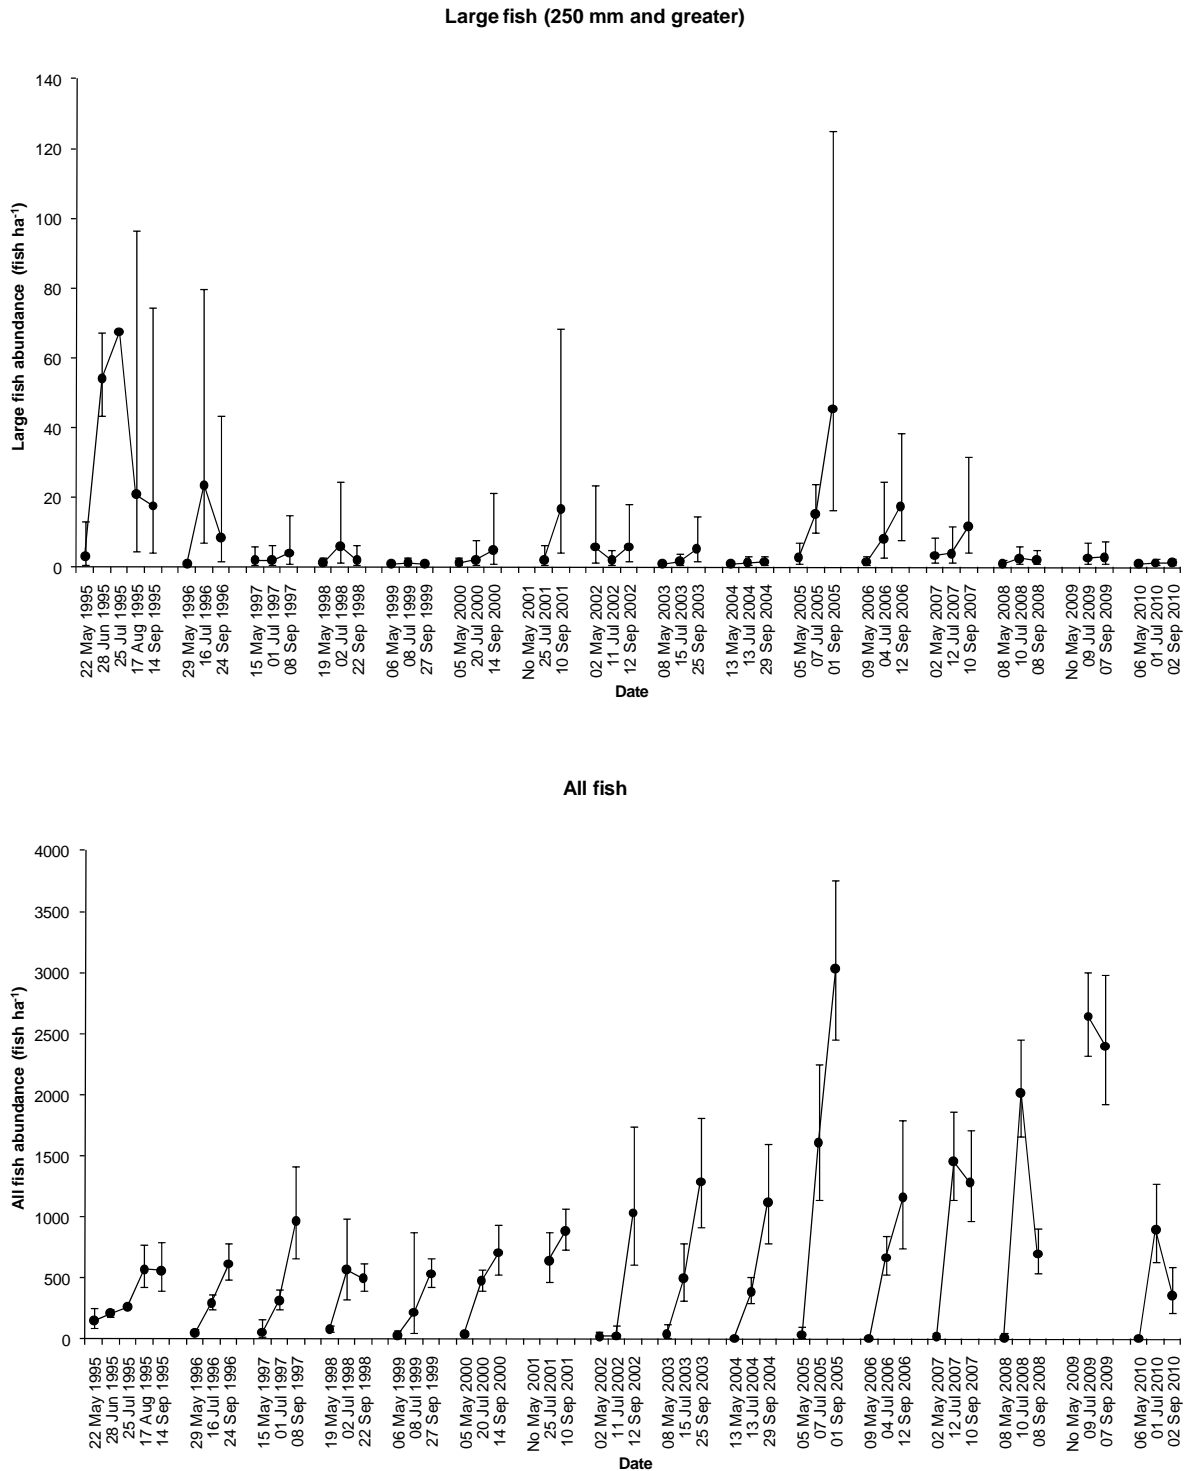 Large fish (250 mm and greater)
Large fish abundance (fish ha⁻¹)
140
120
100
80
60
40
20
0
22 May 1995
28 Jun 1995
25 Jul 1995
17 Aug 1995
14 Sep 1995
29 May 1996
16 Jul 1996
24 Sep 1996
15 May 1997
01 Jul 1997
08 Sep 1997
19 May 1998
02 Jul 1998
22 Sep 1998
06 May 1999
08 Jul 1999
27 Sep 1999
05 May 2000
20 Jul 2000
14 Sep 2000
No May 2001
25 Jul 2001
10 Sep 2001
02 May 2002
11 Jul 2002
12 Sep 2002
08 May 2003
15 Jul 2003
25 Sep 2003
13 May 2004
13 Jul 2004
29 Sep 2004
05 May 2005
07 Jul 2005
01 Sep 2005
09 May 2006
04 Jul 2006
12 Sep 2006
02 May 2007
12 Jul 2007
10 Sep 2007
08 May 2008
10 Jul 2008
08 Sep 2008
No May 2009
09 Jul 2009
07 Sep 2009
06 May 2010
01 Jul 2010
02 Sep 2010
Date
All fish
All fish abundance (fish ha⁻¹)
4000
3500
3000
2500
2000
1500
1000
500
0
22 May 1995
28 Jun 1995
25 Jul 1995
17 Aug 1995
14 Sep 1995
29 May 1996
16 Jul 1996
24 Sep 1996
15 May 1997
01 Jul 1997
08 Sep 1997
19 May 1998
02 Jul 1998
22 Sep 1998
06 May 1999
08 Jul 1999
27 Sep 1999
05 May 2000
20 Jul 2000
14 Sep 2000
No May 2001
25 Jul 2001
10 Sep 2001
02 May 2002
11 Jul 2002
12 Sep 2002
08 May 2003
15 Jul 2003
25 Sep 2003
13 May 2004
13 Jul 2004
29 Sep 2004
05 May 2005
07 Jul 2005
01 Sep 2005
09 May 2006
04 Jul 2006
12 Sep 2006
02 May 2007
12 Jul 2007
10 Sep 2007
08 May 2008
10 Jul 2008
08 Sep 2008
No May 2009
09 Jul 2009
07 Sep 2009
06 May 2010
01 Jul 2010
02 Sep 2010
Date